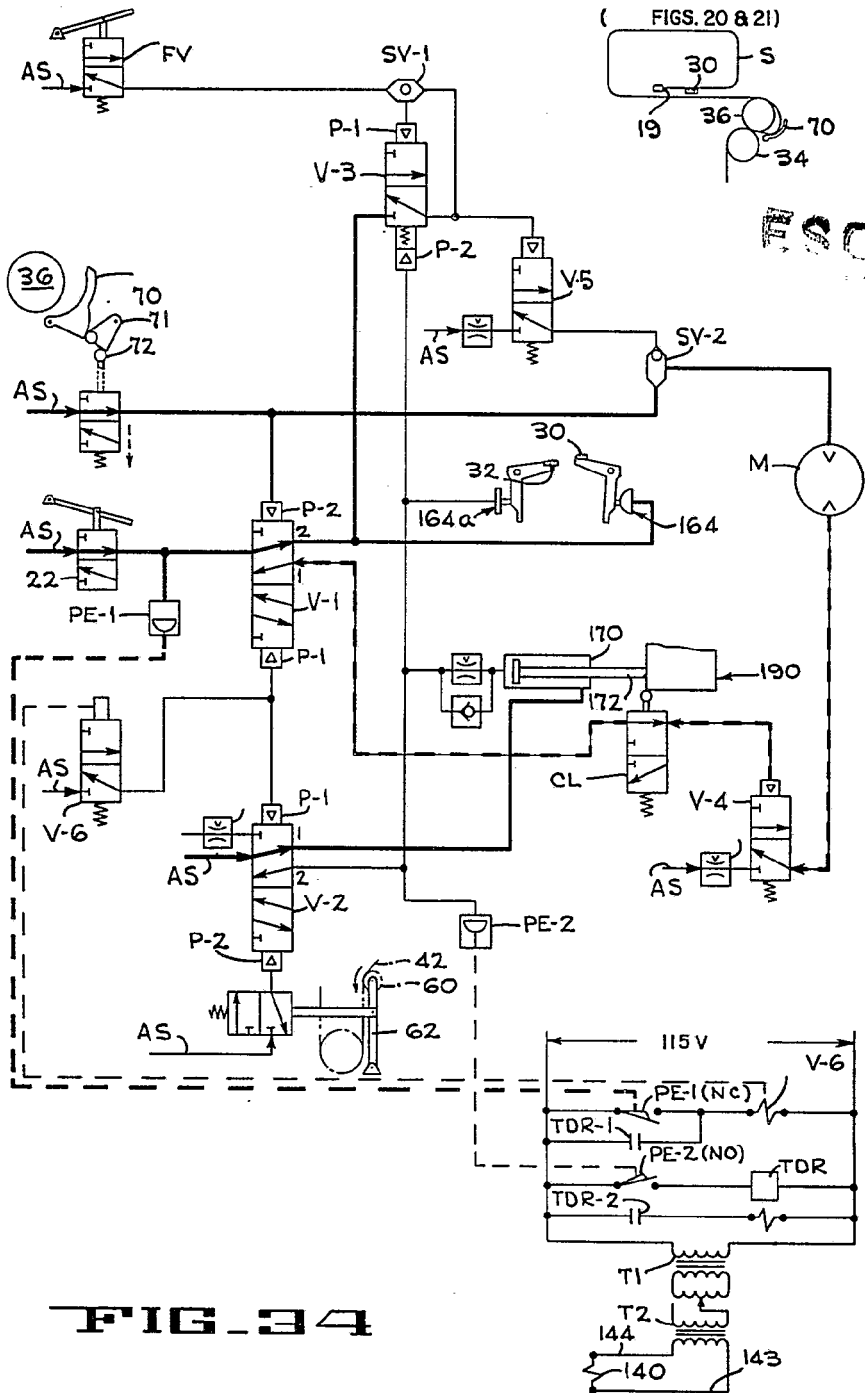 ( FIGS. 20 & 21)
FV
AS
SV-1
S
30
19
36
70
34
P-1
V-3
P-2
ESC
36
70
71
72
V-5
AS
SV-2
AS
30
32
M
P-2
164a
164
AS
2
22
1
V-1
PE-1
P-1
170
172
190
AS
V-6
CL
V-4
P-1
1
AS
2
V-2
AS
PE-2
P-2
42
60
62
AS
115 V
V-6
PE-1 (NC)
TDR-1
PE-2 (NO)
TDR
TDR-2
T1
T2
144
140
143
FIG_34